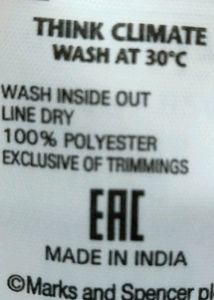 THINK CLIMATE
WASH AT 30°C
WASH INSIDE OUT
LINE DRY
100% POLYESTER
EXCLUSIVE OF TRIMMINGS
EAC
MADE IN INDIA
©Marks and Spencer pl